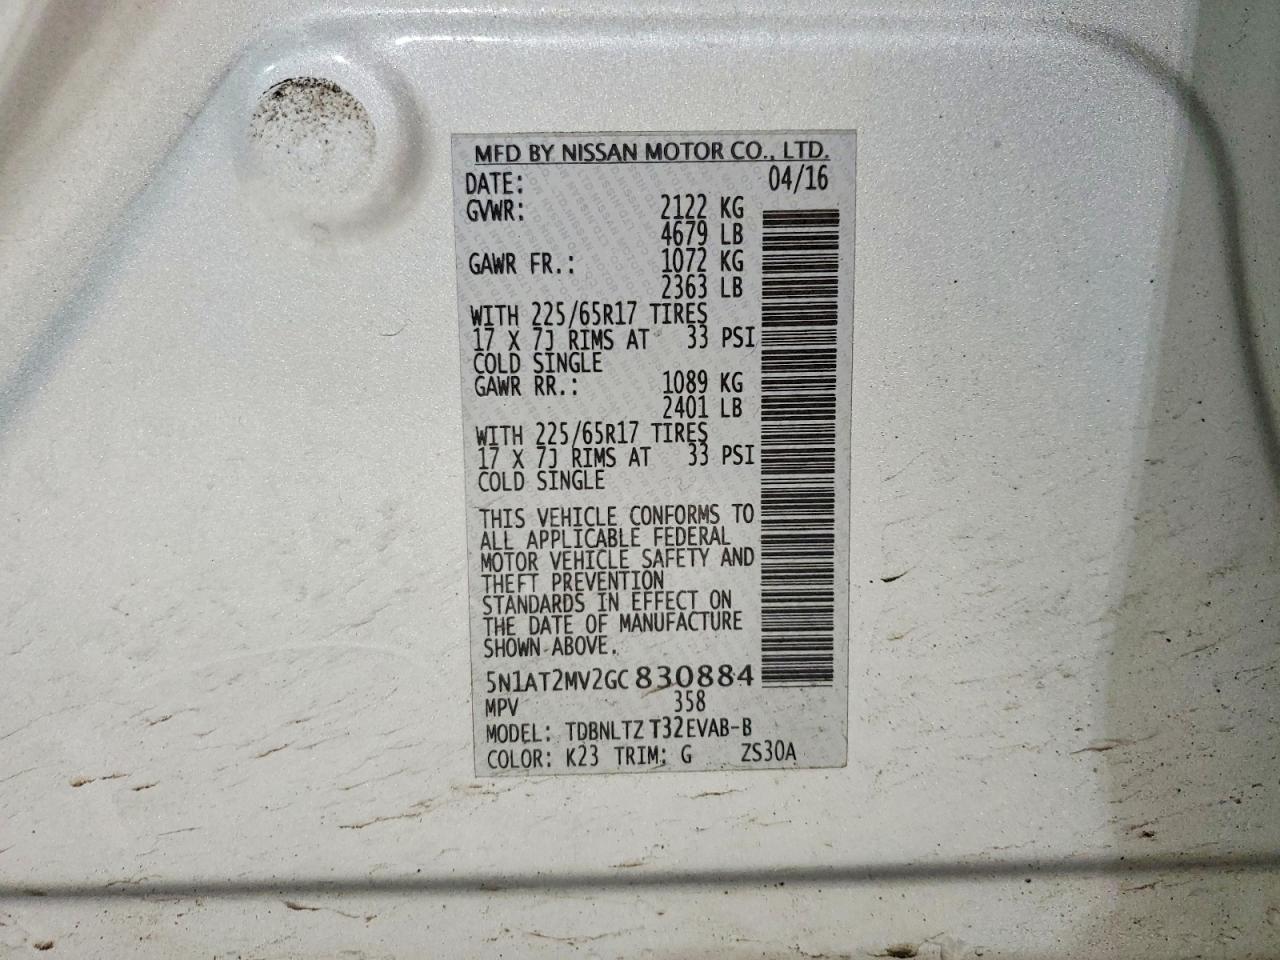 MFD BY NISSAN MOTOR CO., LTD.
DATE: 04/16
GVWR: 2122 KG
4679 LB
GAWR FR.: 1072 KG
2363 LB
WITH 225/65R17 TIRES
17 X 7J RIMS AT 33 PSI
COLD SINGLE
GAWR RR.: 1089 KG
2401 LB
WITH 225/65R17 TIRES
17 X 7J RIMS AT 33 PSI
COLD SINGLE
THIS VEHICLE CONFORMS TO
ALL APPLICABLE FEDERAL
MOTOR VEHICLE SAFETY AND
THEFT PREVENTION
STANDARDS IN EFFECT ON
THE DATE OF MANUFACTURE
SHOWN ABOVE.
5N1AT2MV2GC830884
MPV 358
MODEL: TDBNLTZ T32EVAB-B
COLOR: K23 TRIM: G ZS30A